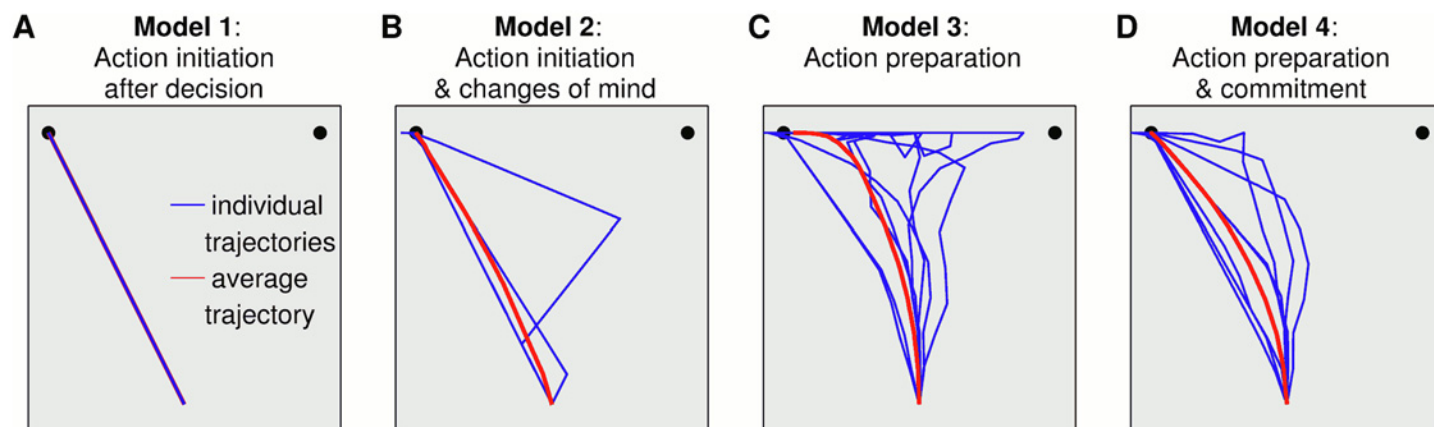 A Model 1:
Action initiation
after decision
individual
trajectories
average
trajectory
B Model 2:
Action initiation
& changes of mind
C Model 3:
Action preparation
D Model 4:
Action preparation
& commitment